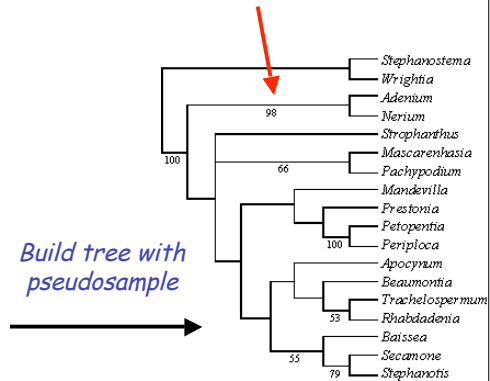 Stephanostema
Wrightia
Adenium
98
Nerium
Strophanthus
100
Mascarenhasia
66
Pachypodium
Mandevilla
Prestonia
Petopentia
100
Periploca
Build tree with
pseudosample
Apocynum
Beaumontia
Trachelospermum
53
Rhabdadenia
Baissea
55
Secamone
79
Stephanotis